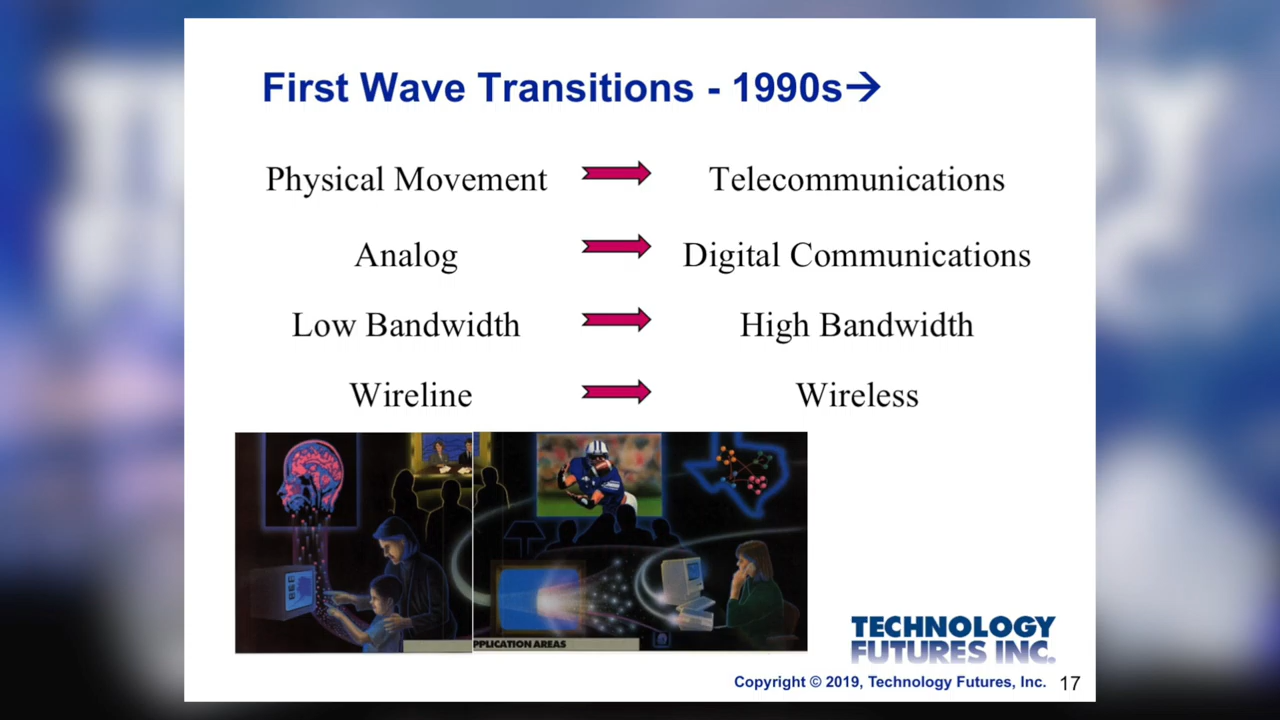 First Wave Transitions - 1990s→
Physical Movement Telecommunications
Analog Digital Communications
Low Bandwidth High Bandwidth
Wireline Wireless
PPLICATION AREAS
TECHNOLOGY
FUTURES INC.
Copyright © 2019, Technology Futures, Inc. 17